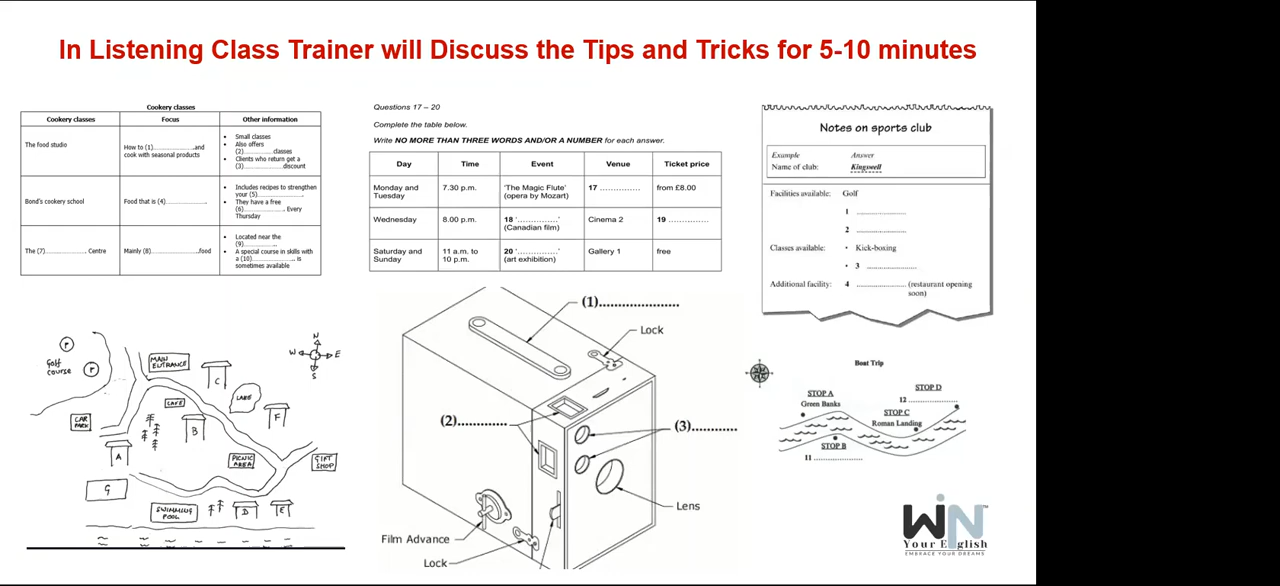 In Listening Class Trainer will Discuss the Tips and Tricks for 5-10 minutes
Cookery classes
Cookery classes
Focus
Other information
The food studio
How to (1)....................and
cook with seasonal products
Small classes
Also offers
(2)....................classes
Clients who return get a
(3)....................discount
Bond's cookery school
Food that is (4)....................
Includes recipes to strengthen
your (5)....................
They have a free
(6).................... Every
Thursday
The (7).................... Centre
Mainly (8)....................food
Located near the
(9)..............
A special course in skills with
a (10).................... is
sometimes available
Questions 17 – 20
Complete the table below.
Write NO MORE THAN THREE WORDS AND/OR A NUMBER for each answer.
Day
Time
Event
Venue
Ticket price
Monday and
Tuesday
7.30 p.m.
'The Magic Flute'
(opera by Mozart)
17 ...............
from £8.00
Wednesday
8.00 p.m.
18 '...............'
(Canadian film)
Cinema 2
19 ...............
Saturday and
Sunday
11 a.m. to
10 p.m.
20 '...............'
(art exhibition)
Gallery 1
free
Notes on sports club
Example
Answer
Name of club:
Kingswell
Facilities available:
Golf
1 ....................
2 ....................
Classes available:
• Kick-boxing
• 3 ....................
Additional facility:
4 .................... (restaurant opening
soon)
P
P
Golf
course
MAIN
ENTRANCE
N
W
E
S
C
LAKE
CAFE
CAR
PARK
B
F
A
PICNIC
AREA
GIFT
SHOP
G
SWIMMING
POOL
D
E
(1)......................
Lock
(2)..............
(3).............
Lens
Film Advance
Lock
Boat Trip
STOP A
Green Banks
STOP D
12 ..................
STOP C
Roman Landing
STOP B
11 ..................
WiN
Your English
EMBRACE YOUR DREAMS
TM